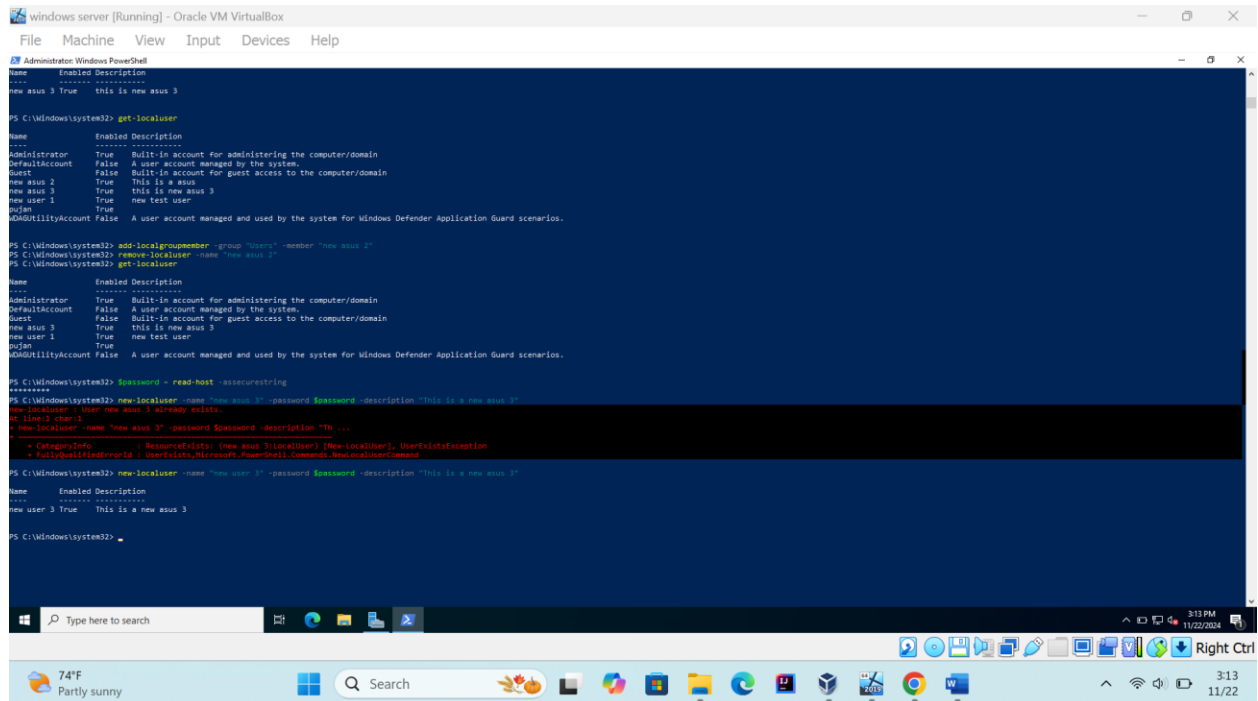 windows server [Running] - Oracle VM VirtualBox
File Machine View Input Devices Help
Administrator: Windows PowerShell
Name Enabled Description
---- ------- -----------
new asus 3 True this is new asus 3
PS C:\Windows\system32> get-localuser
Name Enabled Description
---- ------- -----------
Administrator True Built-in account for administering the computer/domain
DefaultAccount False A user account managed by the system.
Guest False Built-in account for guest access to the computer/domain
new asus 2 True This is a asus
new asus 3 True this is new asus 3
new user 1 True new test user
pujan True
WDAGUtilityAccount False A user account managed and used by the system for Windows Defender Application Guard scenarios.
PS C:\Windows\system32> add-localgroupmember -group "Users" -member "new asus 2"
PS C:\Windows\system32> remove-localuser -name "new asus 2"
PS C:\Windows\system32> get-localuser
Name Enabled Description
---- ------- -----------
Administrator True Built-in account for administering the computer/domain
DefaultAccount False A user account managed by the system.
Guest False Built-in account for guest access to the computer/domain
new asus 3 True this is new asus 3
new user 1 True new test user
pujan True
WDAGUtilityAccount False A user account managed and used by the system for Windows Defender Application Guard scenarios.
PS C:\Windows\system32> $password = read-host -assecurestring
*********
PS C:\Windows\system32> new-localuser -name "new asus 3" -password $password -description "This is a new asus 3"
new-localuser : User new asus 3 already exists.
At line:1 char:1
+ new-localuser -name "new asus 3" -password $password -description "Th ...
+ CategoryInfo : ResourceExists: (new asus 3:LocalUser) [New-LocalUser], UserExistsException
+ FullyQualifiedErrorId : UserExists,Microsoft.PowerShell.Commands.NewLocalUserCommand
PS C:\Windows\system32> new-localuser -name "new user 3" -password $password -description "This is a new asus 3"
Name Enabled Description
---- ------- -----------
new user 3 True This is a new asus 3
PS C:\Windows\system32> _
Type here to search
3:13 PM
11/22/2024
Right Ctrl
74°F
Partly sunny
Search
2019
3:13
11/22